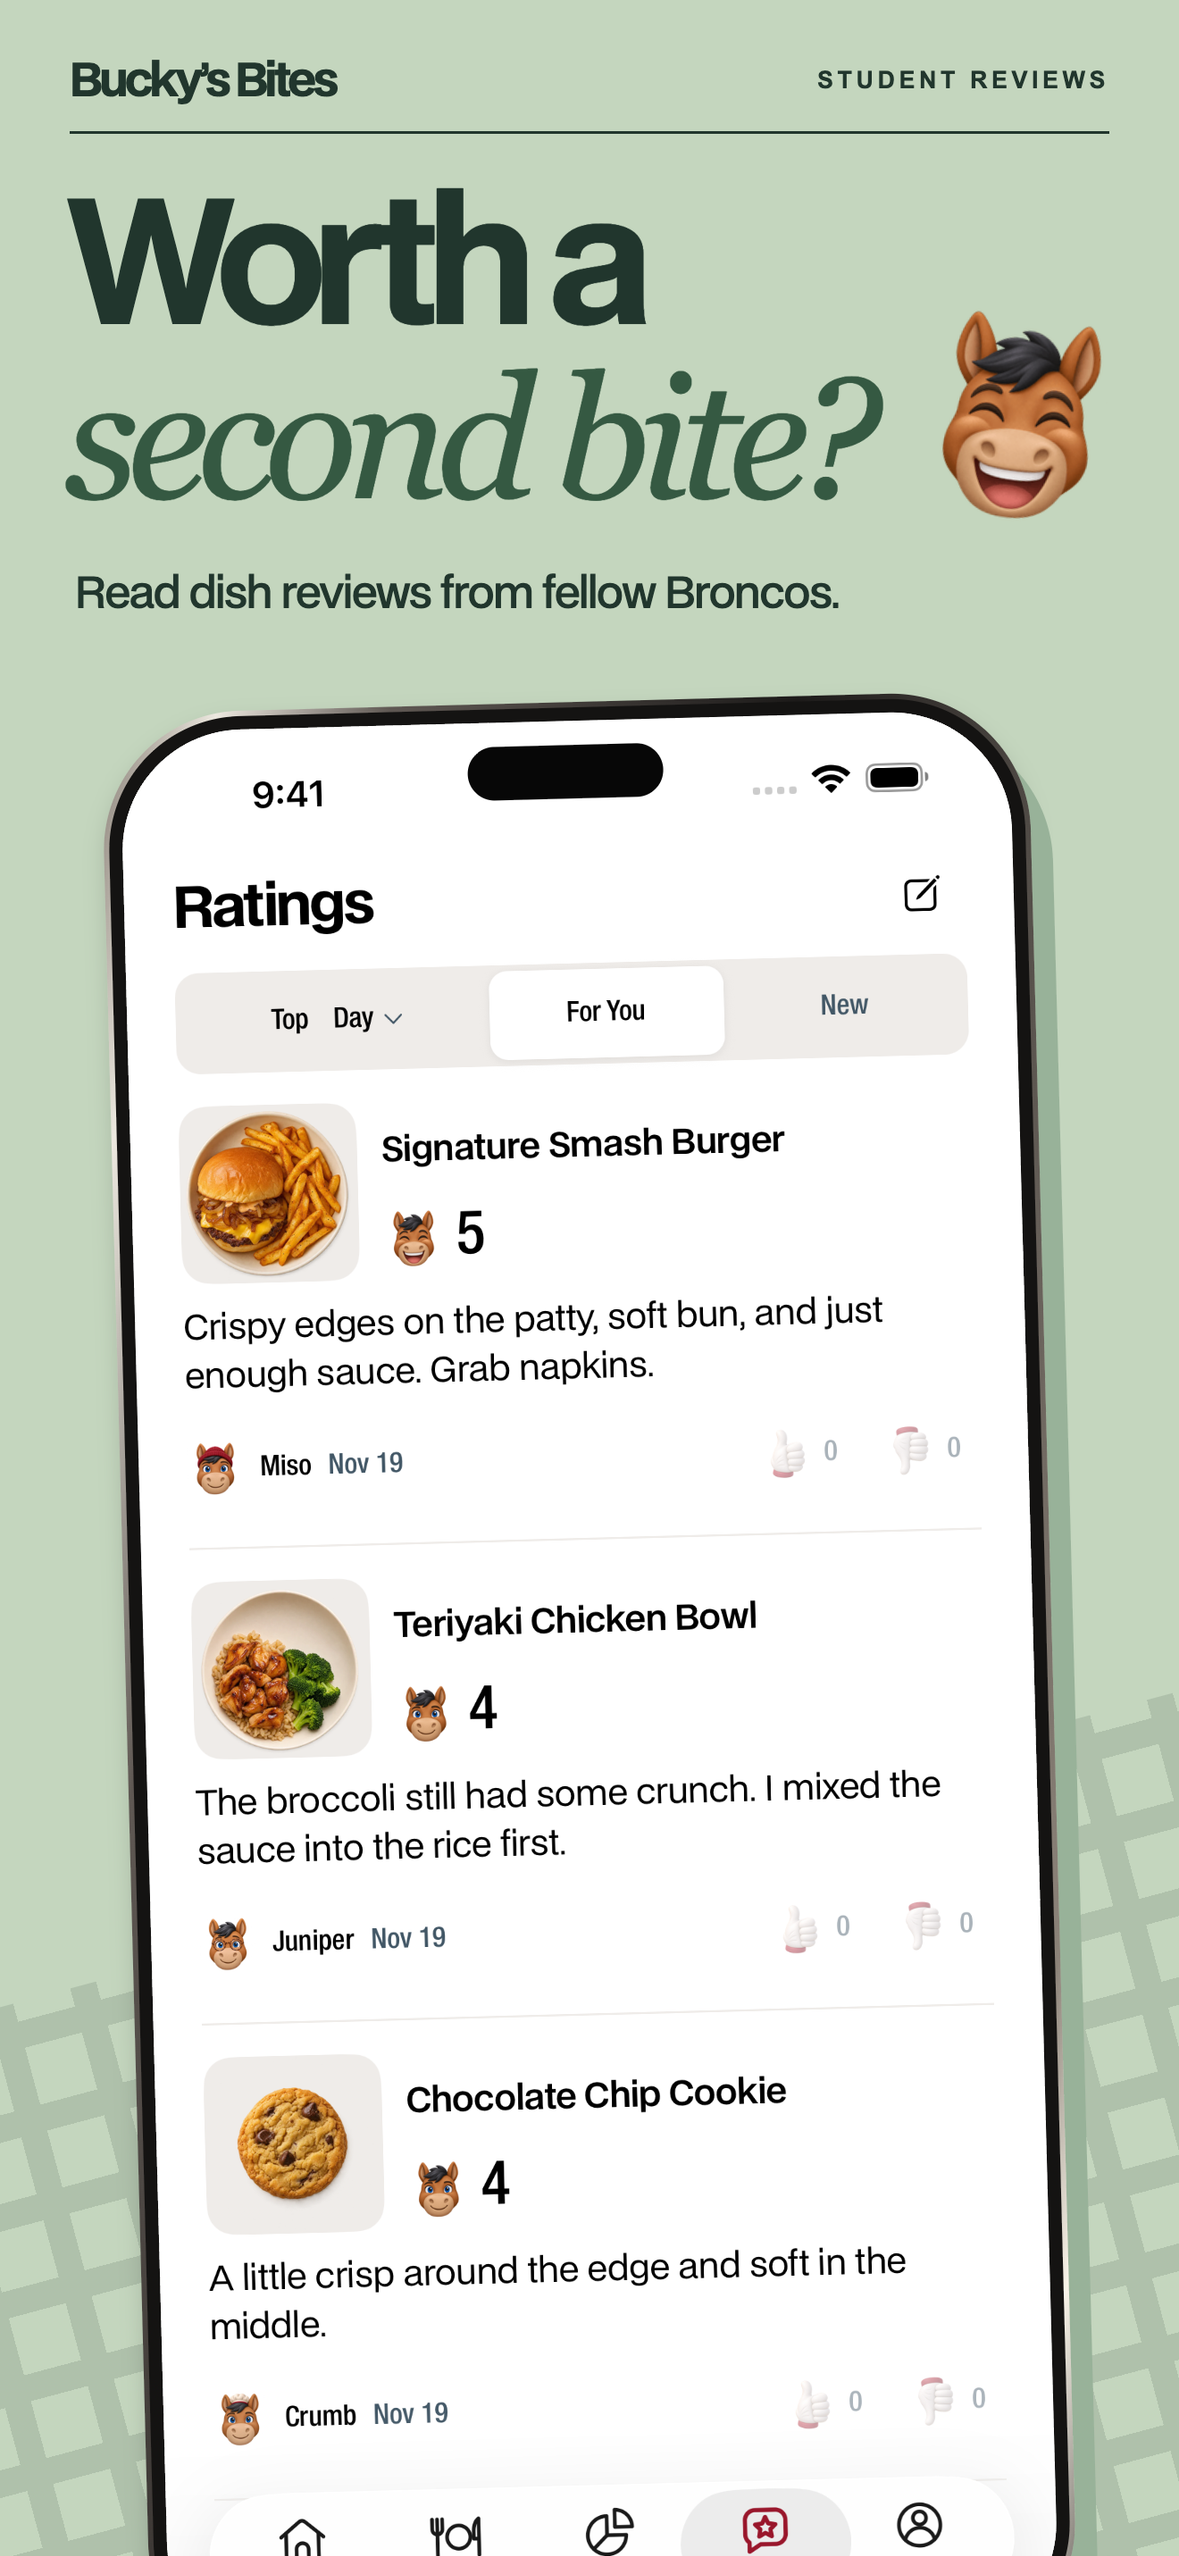 Bucky's Bites
STUDENT REVIEWS
Worth a
second bite?
Read dish reviews from fellow Broncos.
9:41
Ratings
Top Day
For You
New
Signature Smash Burger
5
Crispy edges on the patty, soft bun, and just
enough sauce. Grab napkins.
Miso Nov 19
0
0
Teriyaki Chicken Bowl
4
The broccoli still had some crunch. I mixed the
sauce into the rice first.
Juniper Nov 19
0
0
Chocolate Chip Cookie
4
A little crisp around the edge and soft in the
middle.
Crumb Nov 19
0
0